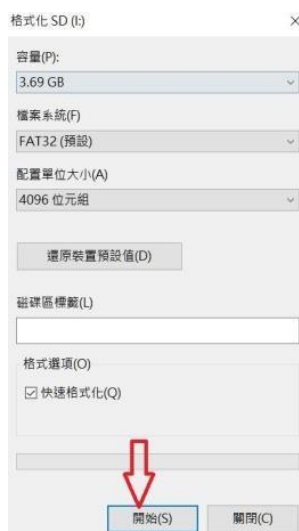 格式化 SD (I:)
容量(P):
3.69 GB
檔案系統(F)
FAT32 (預設)
配置單位大小(A)
4096 位元組
還原裝置預設值(D)
磁碟區標籤(L)
格式選項(O)
快速格式化(Q)
開始(S)
關閉(C)